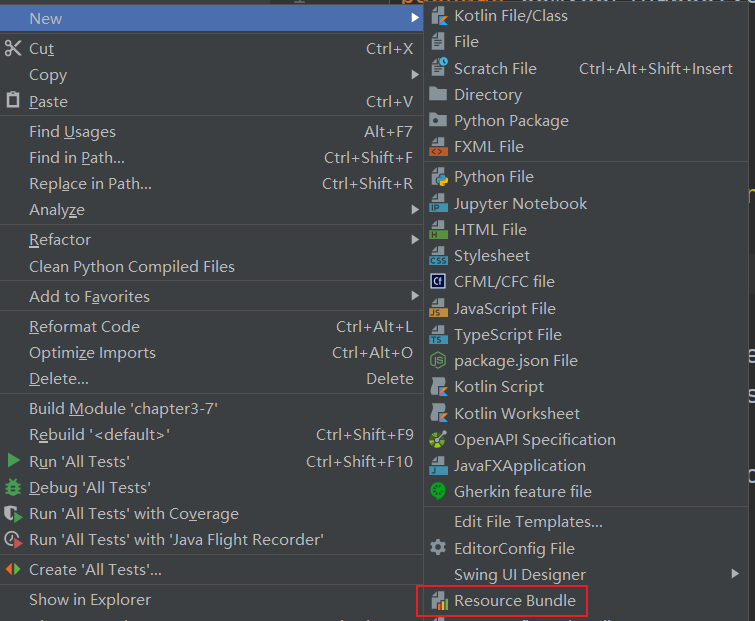 New
Cut Ctrl+X
Copy
Paste Ctrl+V
Find Usages Alt+F7
Find in Path... Ctrl+Shift+F
Replace in Path... Ctrl+Shift+R
Analyze
Refactor
Clean Python Compiled Files
Add to Favorites
Reformat Code Ctrl+Alt+L
Optimize Imports Ctrl+Alt+O
Delete... Delete
Build Module 'chapter3-7'
Rebuild '<default>' Ctrl+Shift+F9
Run 'All Tests' Ctrl+Shift+F10
Debug 'All Tests'
Run 'All Tests' with Coverage
Run 'All Tests' with 'Java Flight Recorder'
Create 'All Tests'...
Show in Explorer
Kotlin File/Class
File
Scratch File Ctrl+Alt+Shift+Insert
Directory
Python Package
FXML File
Python File
Jupyter Notebook
HTML File
Stylesheet
CFML/CFC file
JavaScript File
TypeScript File
package.json File
Kotlin Script
Kotlin Worksheet
OpenAPI Specification
JavaFXApplication
Gherkin feature file
Edit File Templates...
EditorConfig File
Swing UI Designer
Resource Bundle